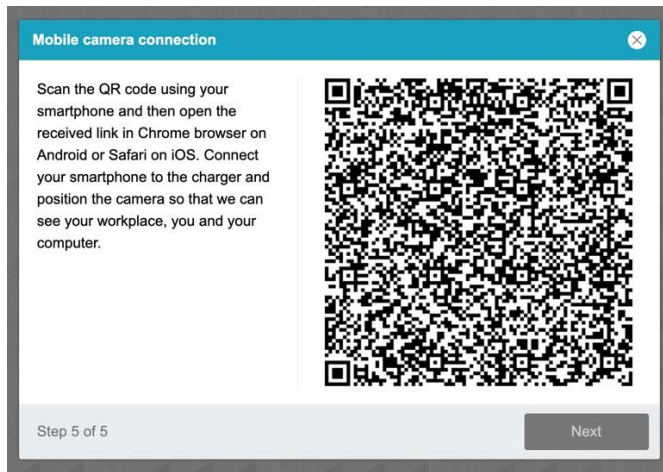 Mobile camera connection
Scan the QR code using your
smartphone and then open the
received link in Chrome browser on
Android or Safari on iOS. Connect
your smartphone to the charger and
position the camera so that we can
see your workplace, you and your
computer.
Step 5 of 5
Next